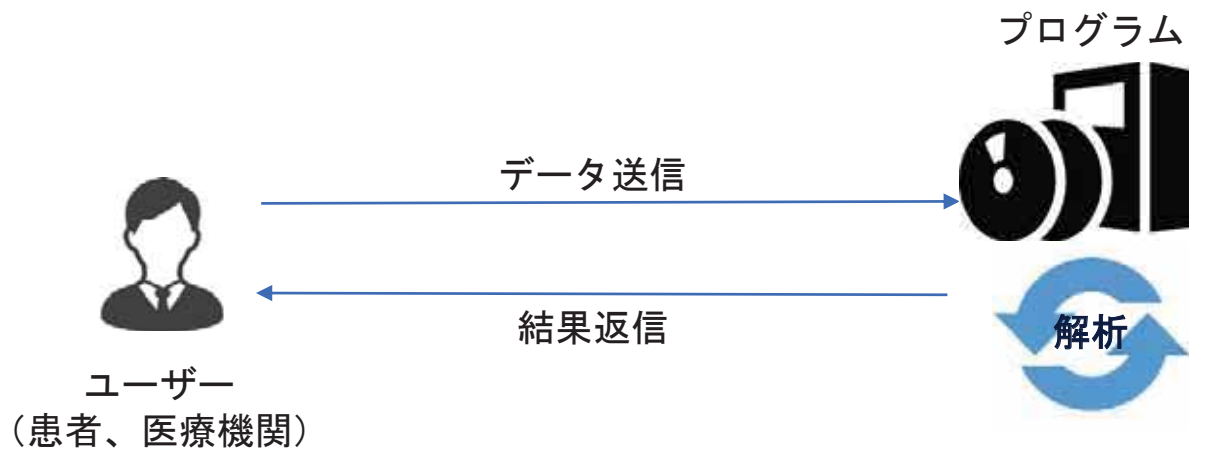 プログラム
データ送信
結果返信
解析
ユーザー
（患者、医療機関）